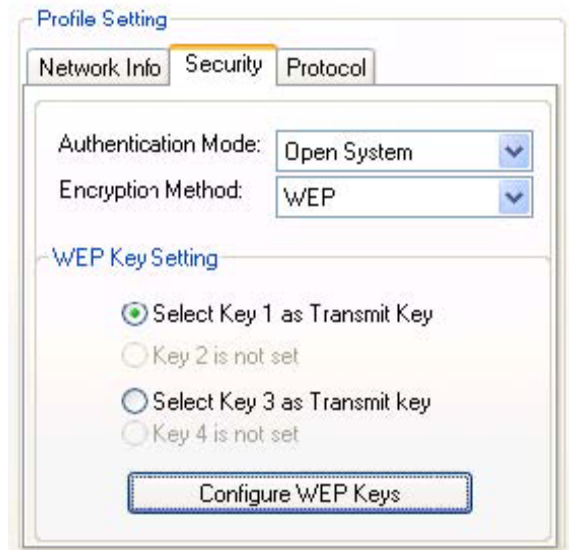 Profile Setting
Network Info Security Protocol
Authentication Mode: Open System
Encryption Method: WEP
WEP Key Setting
Select Key 1 as Transmit Key
Key 2 is not set
Select Key 3 as Transmit key
Key 4 is not set
Configure WEP Keys